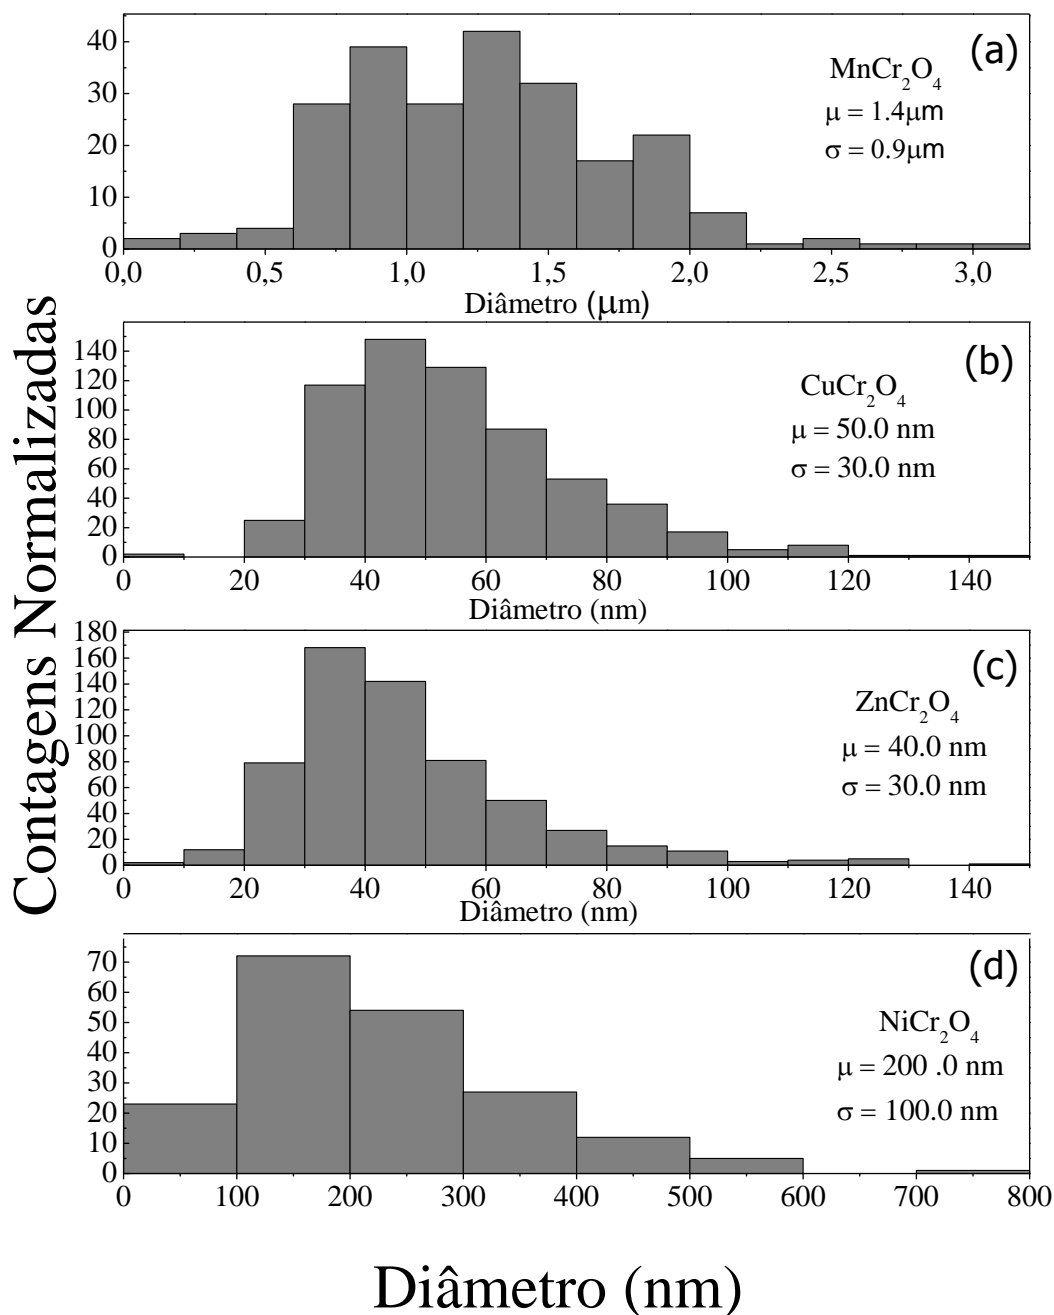 Contagens Normalizadas
40
30
20
10
0
(a)
MnCr₂O₄
μ = 1.4μm
σ = 0.9μm
0,0 0,5 1,0 1,5 2,0 2,5 3,0
Diâmetro (μm)
140
120
100
80
60
40
20
0
(b)
CuCr₂O₄
μ = 50.0 nm
σ = 30.0 nm
0 20 40 60 80 100 120 140
Diâmetro (nm)
180
160
140
120
100
80
60
40
20
0
(c)
ZnCr₂O₄
μ = 40.0 nm
σ = 30.0 nm
0 20 40 60 80 100 120 140
Diâmetro (nm)
70
60
50
40
30
20
10
0
(d)
NiCr₂O₄
μ = 200 .0 nm
σ = 100.0 nm
0 100 200 300 400 500 600 700 800
Diâmetro (nm)